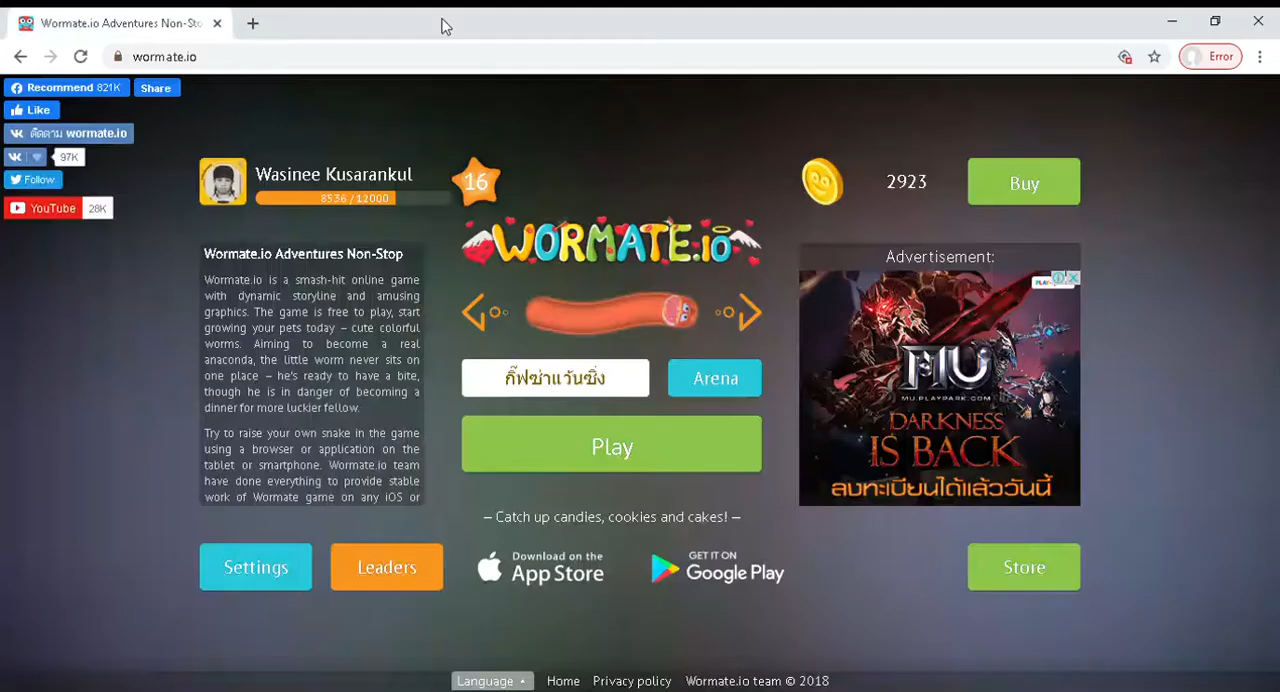 Wormate.io Adventures Non-Stc
wormate.io
Error
Recommend 821K
Share
Like
ติดตาม wormate.io
97K
Follow
YouTube 28K
Wasinee Kusarankul
8536 / 12000
16
2923
Buy
WORMATE.io
Wormate.io Adventures Non-Stop
Wormate.io is a smash-hit online game
with dynamic storyline and amusing
graphics. The game is free to play, start
growing your pets today – cute colorful
worms. Aiming to become a real
anaconda, the little worm never sits on
one place – he's ready to have a bite,
though he is in danger of becoming a
dinner for more luckier fellow.
Try to raise your own snake in the game
using a browser or application on the
tablet or smartphone. Wormate.io team
have done everything to provide stable
work of Wormate game on any iOS or
กิ๊ฟซ่าแว้นซิ่ง
Arena
Play
– Catch up candies, cookies and cakes! –
Download on the
App Store
GET IT ON
Google Play
Advertisement:
MU
MU.PLAYPARK.COM
DARKNESS
IS BACK
ลงทะเบียนได้แล้ววันนี้
Settings
Leaders
Store
Language
Home
Privacy policy
Wormate.io team © 2018